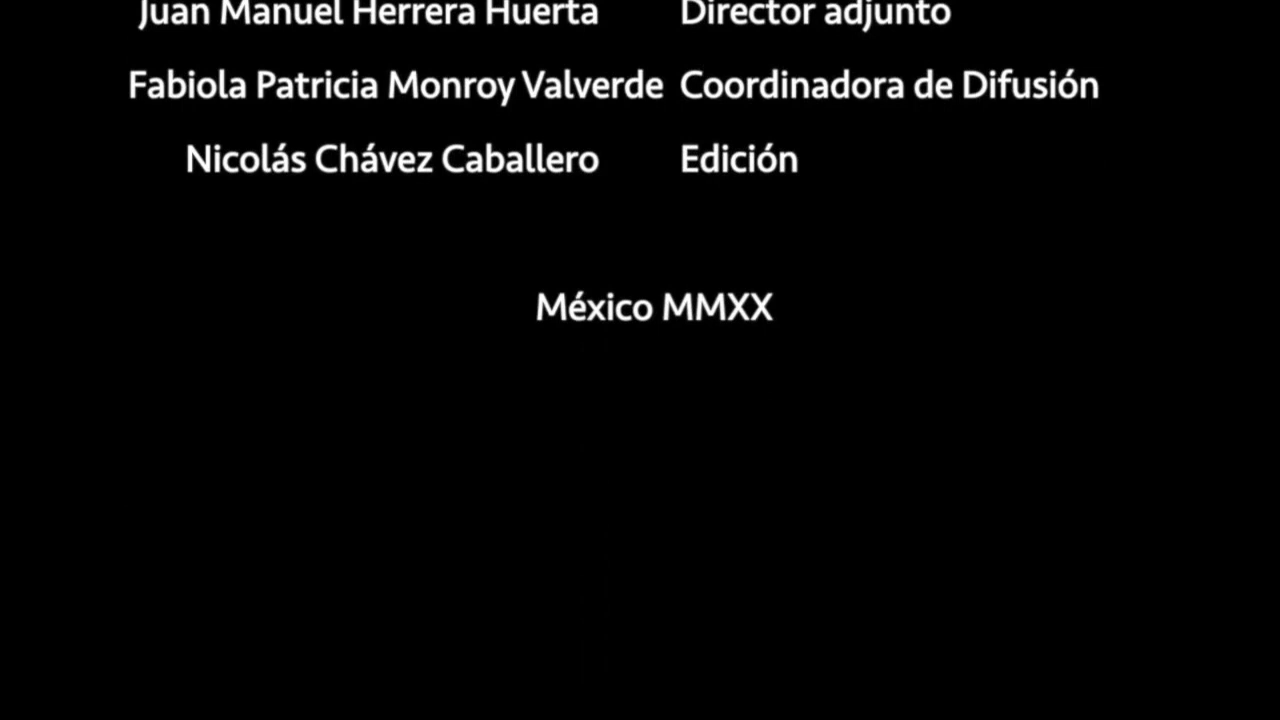 Juan Manuel Herrera Huerta Director adjunto
Fabiola Patricia Monroy Valverde Coordinadora de Difusión
Nicolás Chávez Caballero Edición
México MMXX